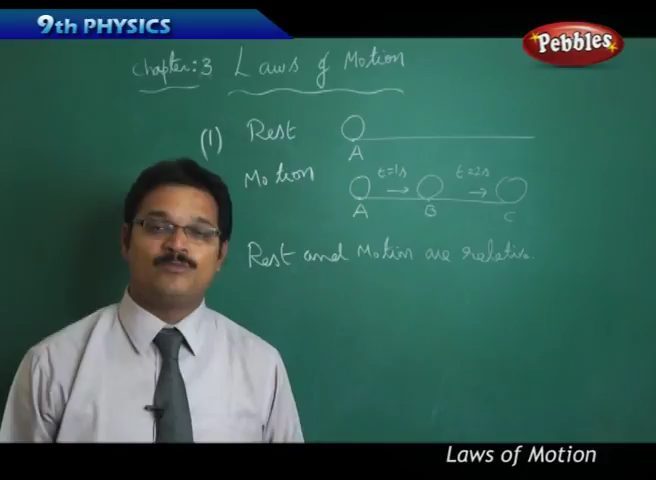 9th PHYSICS
Pebbles
Chapter: 3 Laws of Motion
(1) Rest
A
Motion
t=1s t=2s
A B C
Rest and Motion are relative.
Laws of Motion